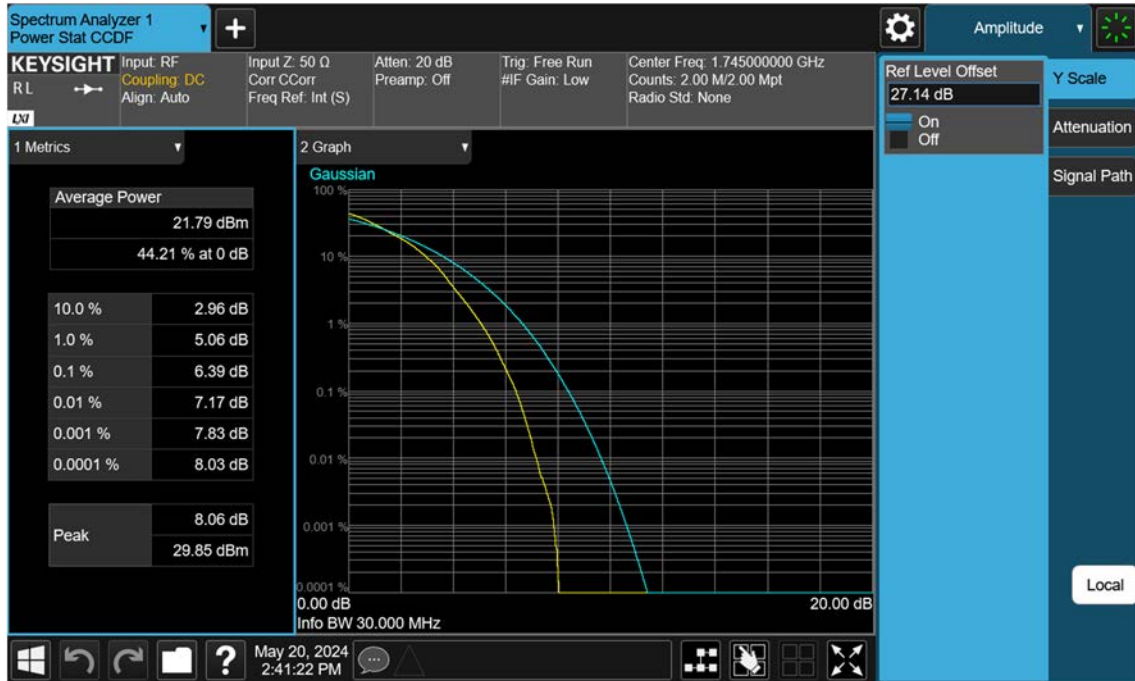 Spectrum Analyzer 1
Power Stat CCDF
+
Amplitude
KEYSIGHT
RL
LXI
Input: RF
Coupling: DC
Align: Auto
Input Z: 50 Ω
Corr CCorr
Freq Ref: Int (S)
Atten: 20 dB
Preamp: Off
Trig: Free Run
#IF Gain: Low
Center Freq: 1.745000000 GHz
Counts: 2.00 M/2.00 Mpt
Radio Std: None
Ref Level Offset
27.14 dB
On
Off
Y Scale
Attenuation
Signal Path
1 Metrics
Average Power
21.79 dBm
44.21 % at 0 dB
10.0 % 2.96 dB
1.0 % 5.06 dB
0.1 % 6.39 dB
0.01 % 7.17 dB
0.001 % 7.83 dB
0.0001 % 8.03 dB
Peak
8.06 dB
29.85 dBm
2 Graph
Gaussian
100 %
10 %
1 %
0.1 %
0.01 %
0.001 %
0.0001 %
0.00 dB 20.00 dB
Info BW 30.000 MHz
Local
?
May 20, 2024
2:41:22 PM